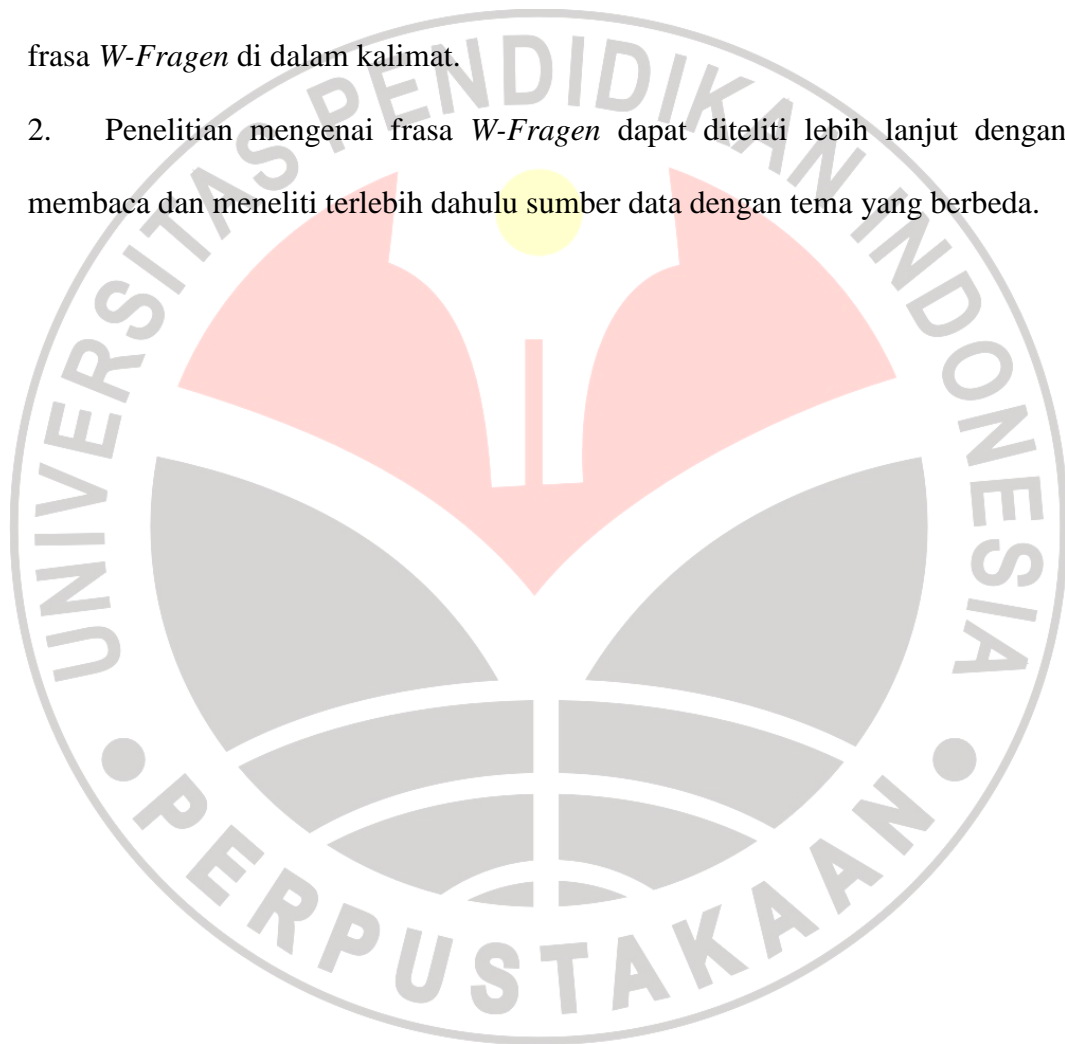 frasa W-Fragen di dalam kalimat.
2. Penelitian mengenai frasa W-Fragen dapat diteliti lebih lanjut dengan
membaca dan meneliti terlebih dahulu sumber data dengan tema yang berbeda.
UNIVERSITAS PENDIDIKAN INDONESIA
PERPUSTAKAAN